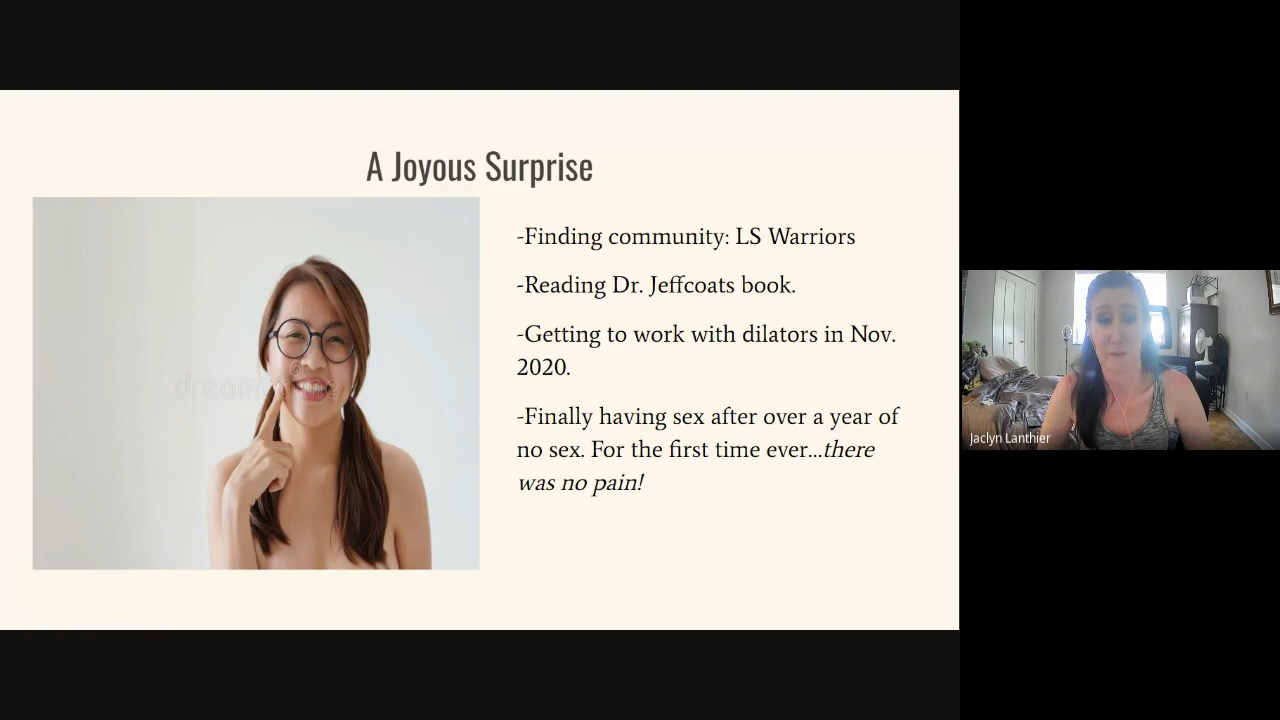 A Joyous Surprise
-Finding community: LS Warriors
-Reading Dr. Jeffcoats book.
-Getting to work with dilators in Nov.
2020.
-Finally having sex after over a year of
no sex. For the first time ever...there
was no pain!
Jaclyn Lanthier